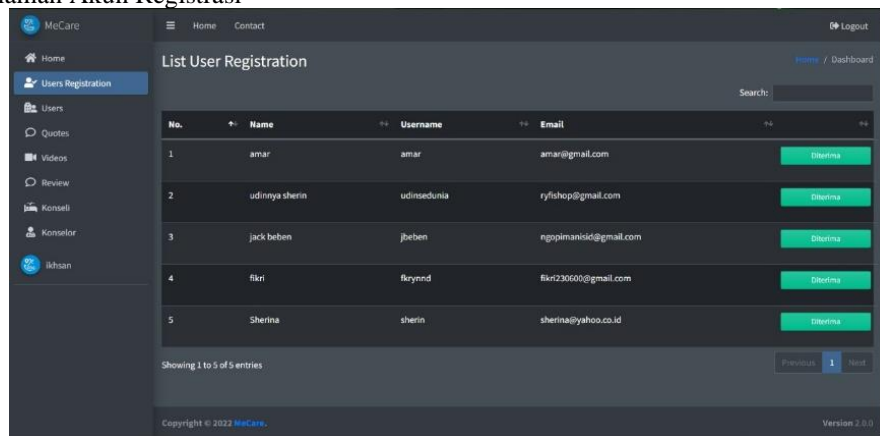 Akun Registrasi
MeCare
Home Contact
Logout
Home
Users Registration
Users
Quotes
Videos
Review
Konseli
Konselor
ikhsan
List User Registration
Home / Dashboard
Search:
No. Name Username Email
1 amar amar amar@gmail.com Diterima
2 udinnya sherin udinsedunia ryfishop@gmail.com Diterima
3 jack beben jbeben ngopimanisid@gmail.com Diterima
4 fikri fkrynnd fikri230600@gmail.com Diterima
5 Sherina sherin sherina@yahoo.co.id Diterima
Showing 1 to 5 of 5 entries
Previous 1 Next
Copyright © 2022 MeCare.
Version 2.0.0